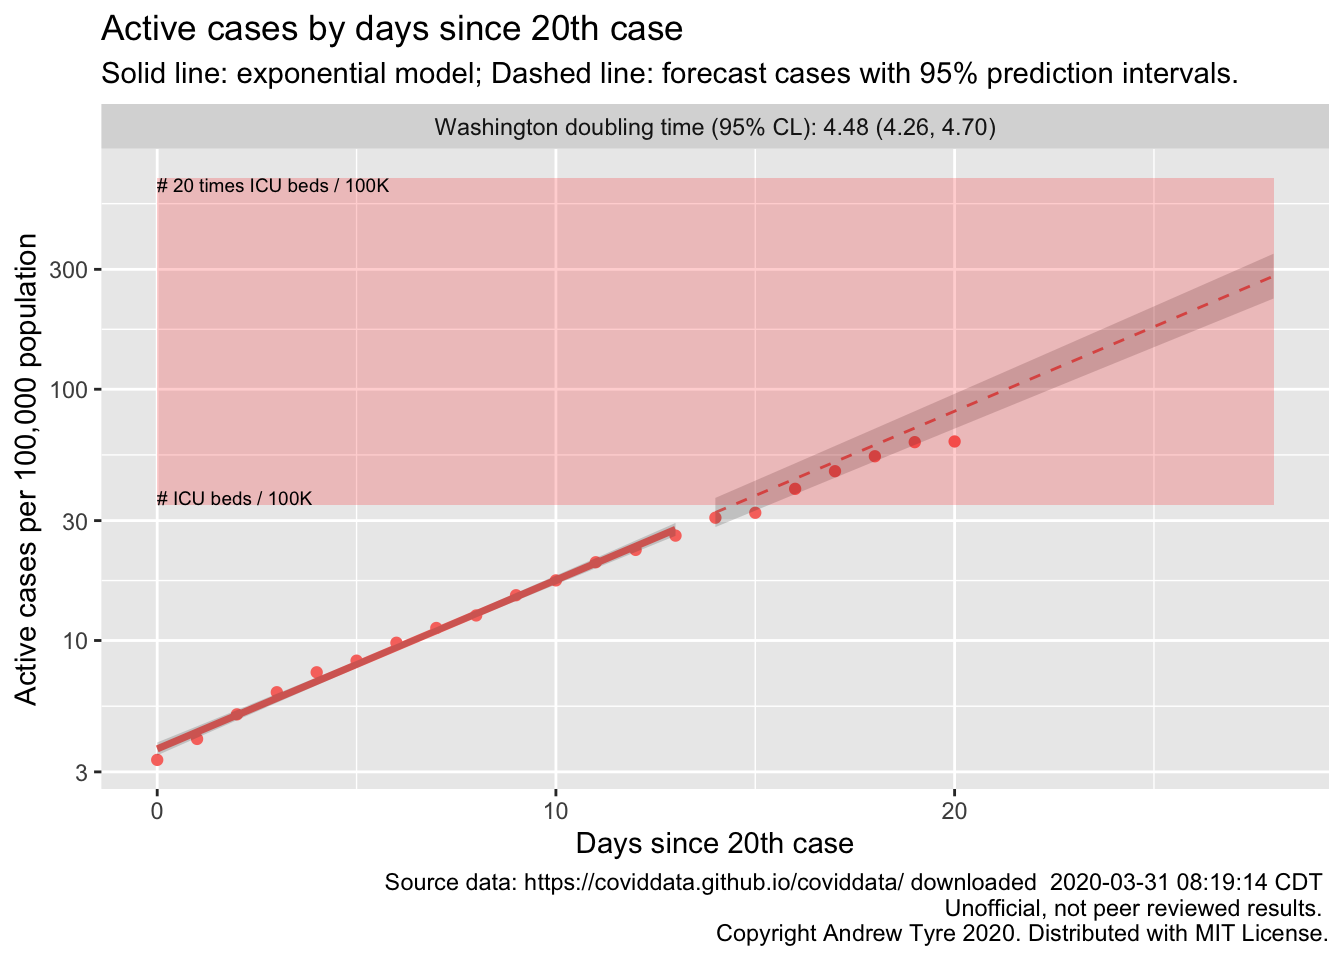 Active cases by days since 20th case
Solid line: exponential model; Dashed line: forecast cases with 95% prediction intervals.
Washington doubling time (95% CL): 4.48 (4.26, 4.70)
# 20 times ICU beds / 100K
# ICU beds / 100K
Active cases per 100,000 population
300
100
30
10
3
0
10
20
Days since 20th case
Source data: https://coviddata.github.io/coviddata/ downloaded  2020-03-31 08:19:14 CDT
Unofficial, not peer reviewed results.
Copyright Andrew Tyre 2020. Distributed with MIT License.